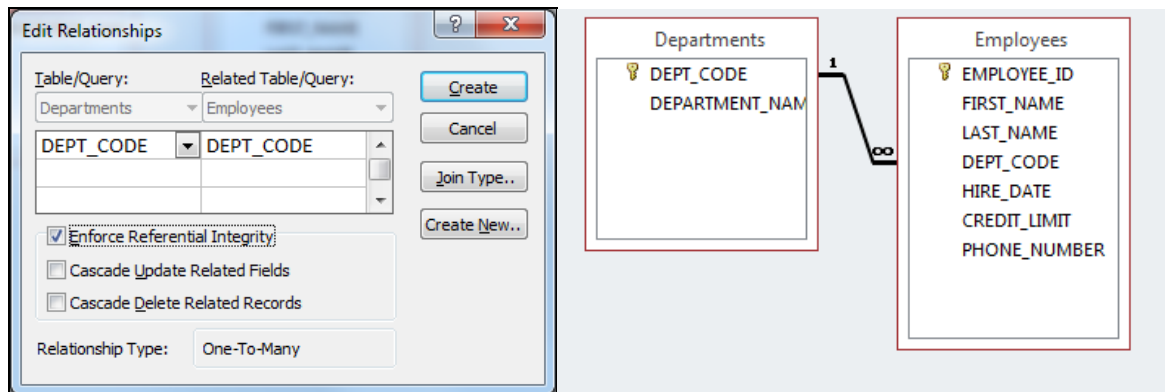 Edit Relationships
?
X
Table/Query:
Related Table/Query:
Departments
Employees
DEPT_CODE
DEPT_CODE
Enforce Referential Integrity
Cascade Update Related Fields
Cascade Delete Related Records
Relationship Type:
One-To-Many
Create
Cancel
Join Type..
Create New..
Departments
DEPT_CODE
DEPARTMENT_NAM
1
∞
Employees
EMPLOYEE_ID
FIRST_NAME
LAST_NAME
DEPT_CODE
HIRE_DATE
CREDIT_LIMIT
PHONE_NUMBER